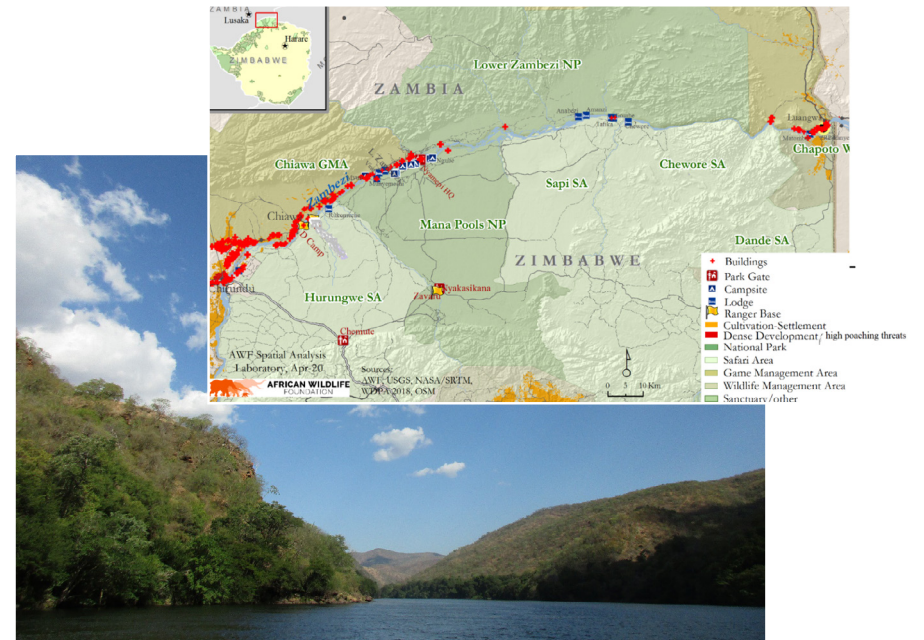 ZAMBIA
Lusaka
Harare
ZIMBABWE
M
Lower Zambezi NP
ZAMBIA
Luangwa
Chapoto W
Chiawa GMA
Zambezi
Chewore SA
Sapi SA
Mana Pools NP
Chiawa
Camp
Dande SA
ZIMBABWE
Hurungwe SA
Nyakasikana
Chemute
Buildings
Park Gate
Campsite
Lodge
Ranger Base
Cultivation-Settlement
Dense Development/ high poaching threats
National Park
Safari Area
Game Management Area
Wildlife Management Area
Sanctuary/other
AWF Spatial Analysis
Laboratory, Apr-20
AFRICAN WILDLIFE
FOUNDATION
Sources:
AWF, USGS, NASA/SRTM,
WDPA 2018, OSM
0 5 10 Km